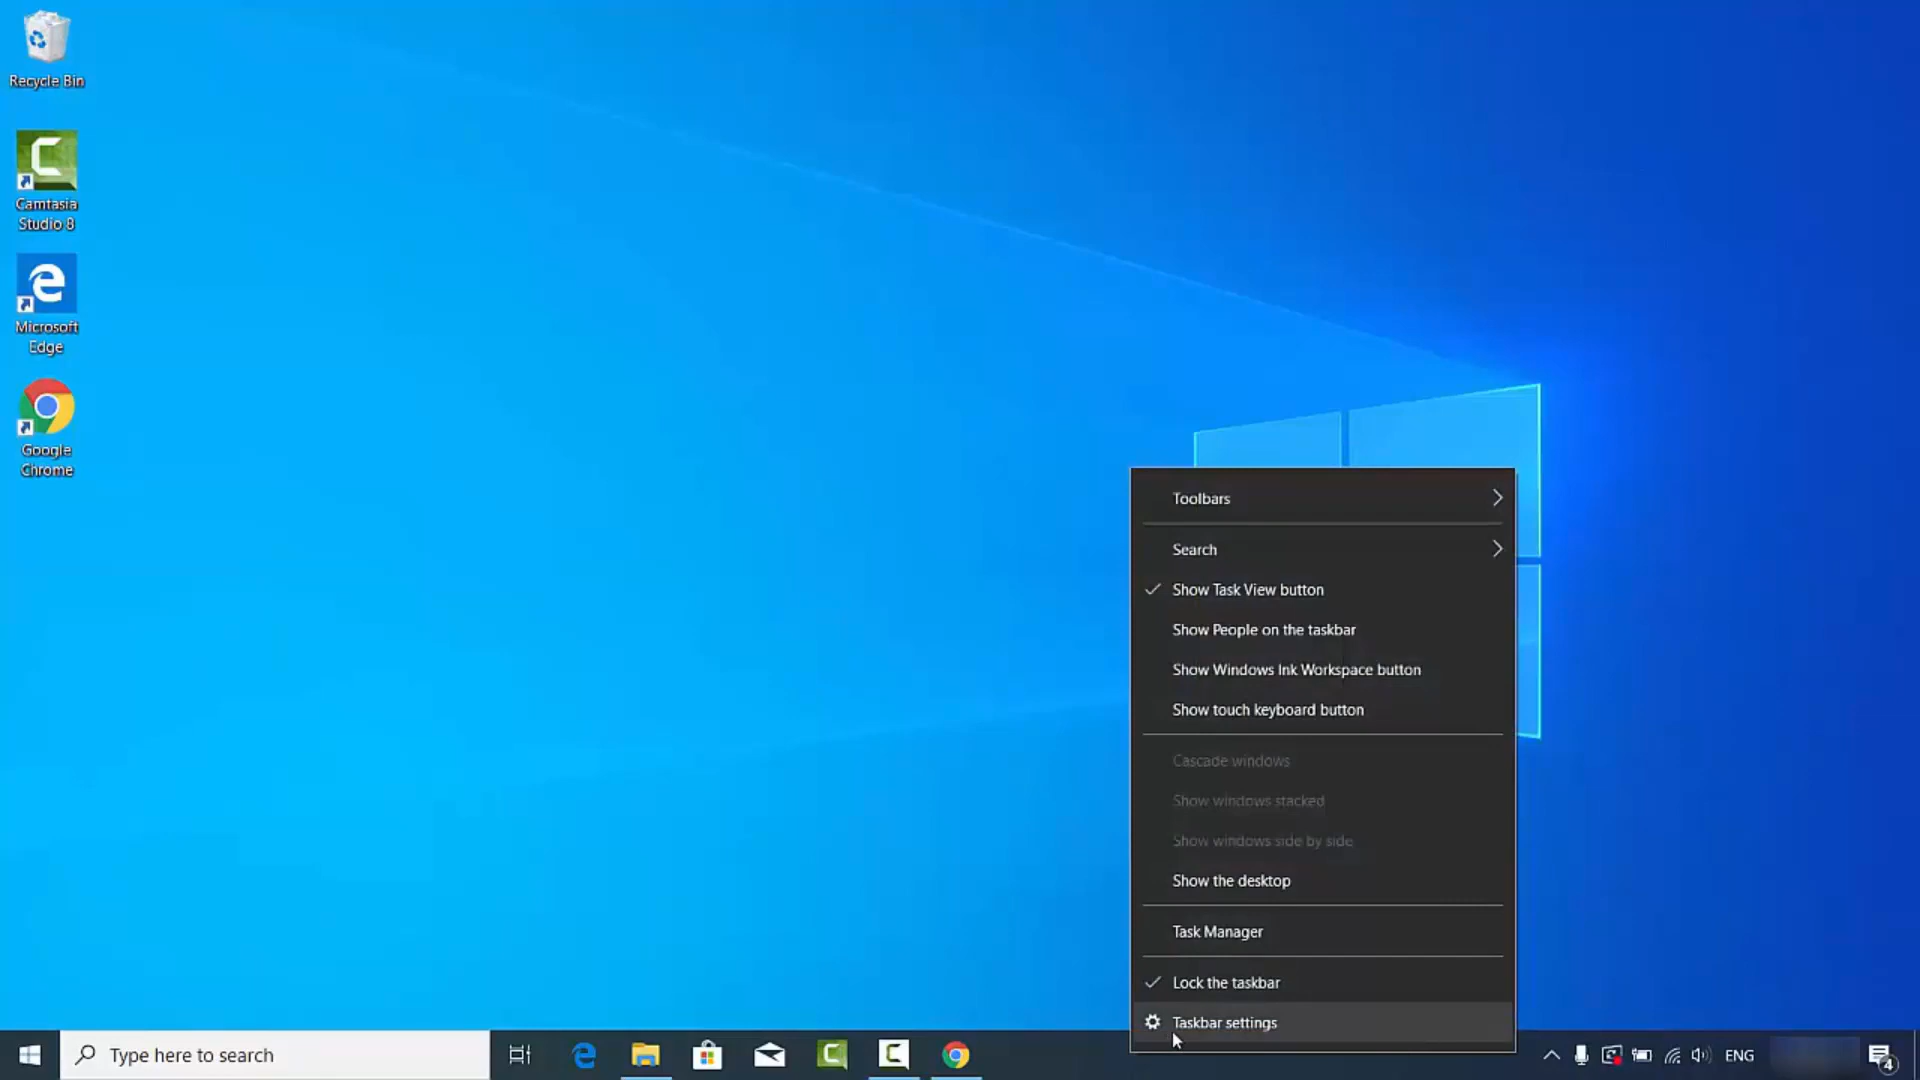 Recycle Bin
Camtasia
Studio 8
Microsoft
Edge
Google
Chrome
Toolbars
Search
Show Task View button
Show People on the taskbar
Show Windows Ink Workspace button
Show touch keyboard button
Cascade windows
Show windows stacked
Show windows side by side
Show the desktop
Task Manager
Lock the taskbar
Taskbar settings
Type here to search
ENG
4